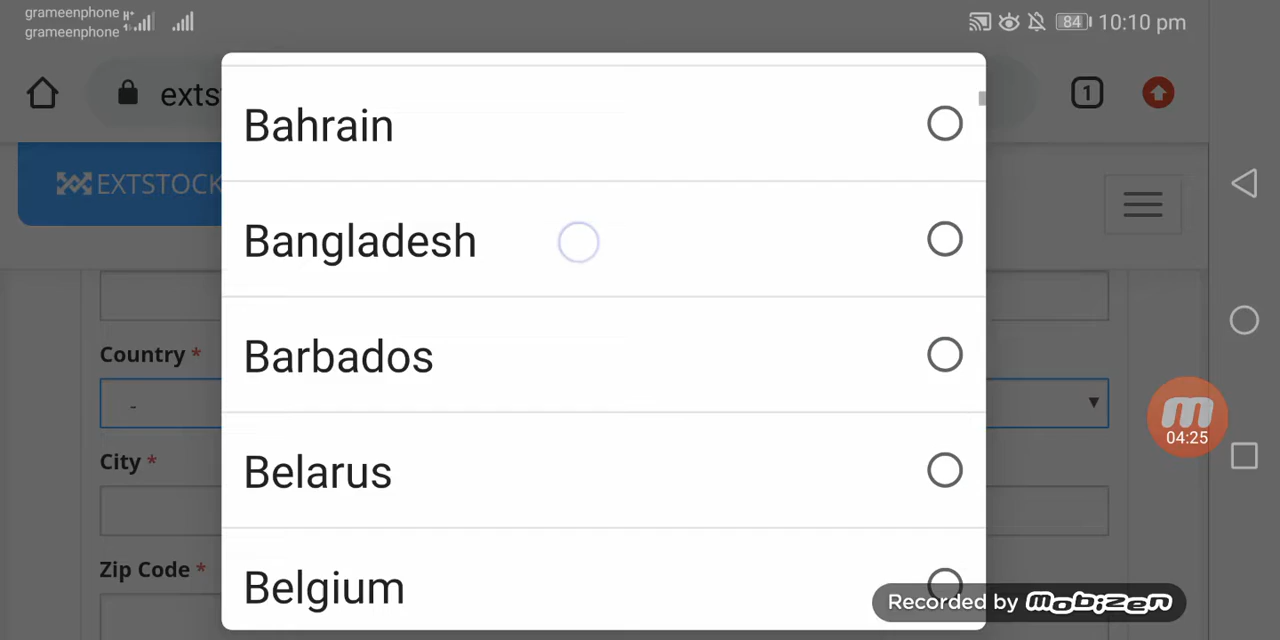 grameenphone H+
grameenphone
84 10:10 pm
exts
1
EXTSTOCK
Bahrain
Bangladesh
Barbados
Belarus
Belgium
Country *
-
City *
Zip Code *
04:25
Recorded by mobizen